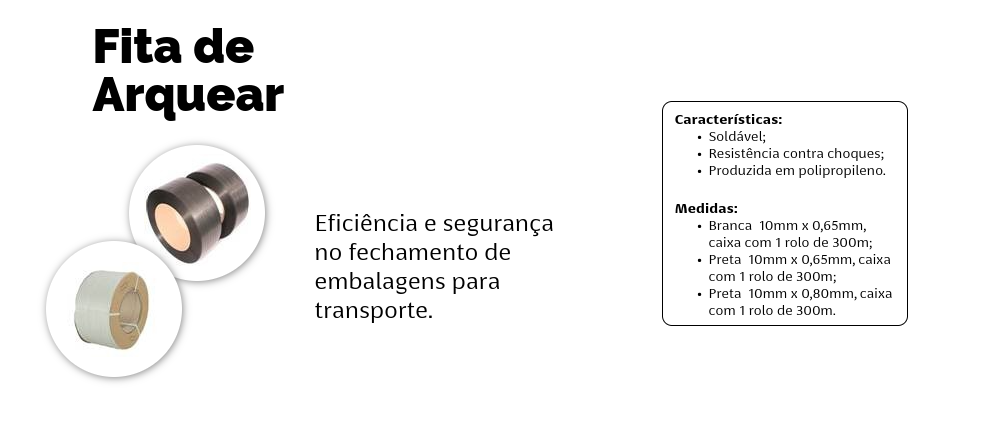 Fita de
Arquear
Eficiência e segurança
no fechamento de
embalagens para
transporte.
Características:
• Soldável;
• Resistência contra choques;
• Produzida em polipropileno.
Medidas:
• Branca  10mm x 0,65mm,
caixa com 1 rolo de 300m;
• Preta  10mm x 0,65mm, caixa
com 1 rolo de 300m;
• Preta  10mm x 0,80mm, caixa
com 1 rolo de 300m.